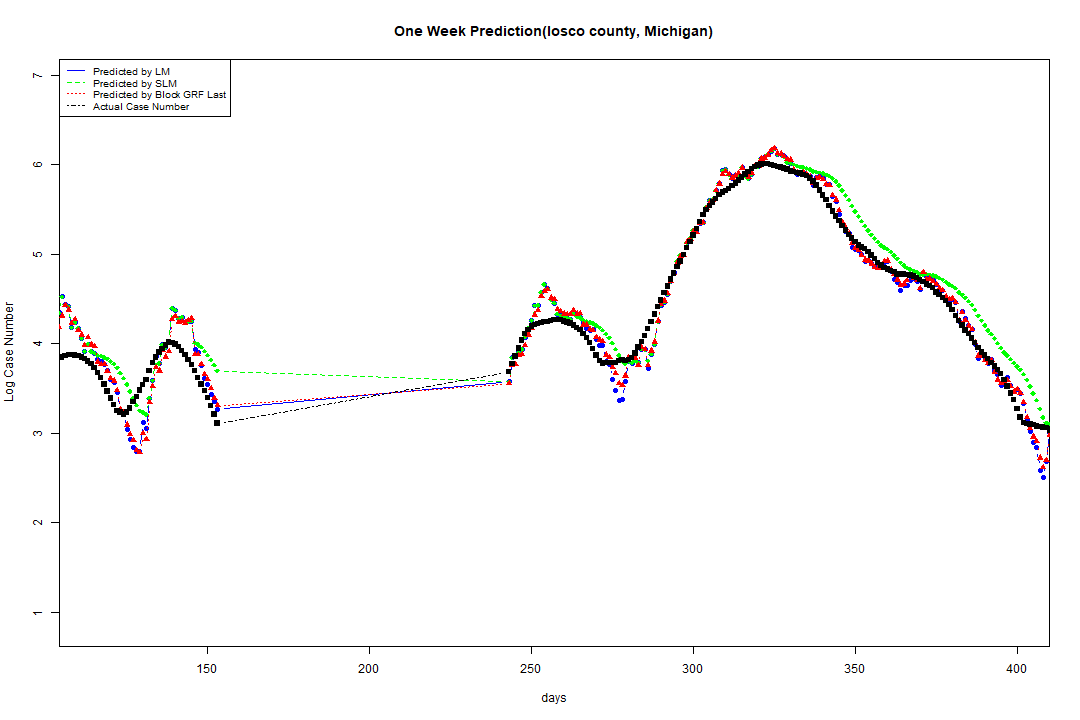 One Week Prediction(Iosco county, Michigan)
Predicted by LM
Predicted by SLM
Predicted by Block GRF Last
Actual Case Number
7
6
5
4
3
2
1
Log Case Number
150 200 250 300 350 400
days